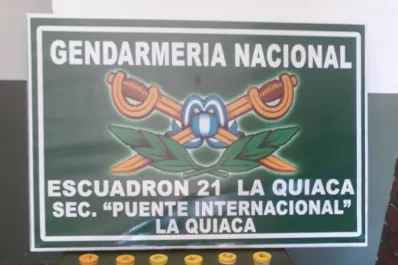 GENDARMERIA NACIONAL
ESCUADRON 21 LA QUIACA
SEC. “PUENTE INTERNACIONAL”
LA QUIACA